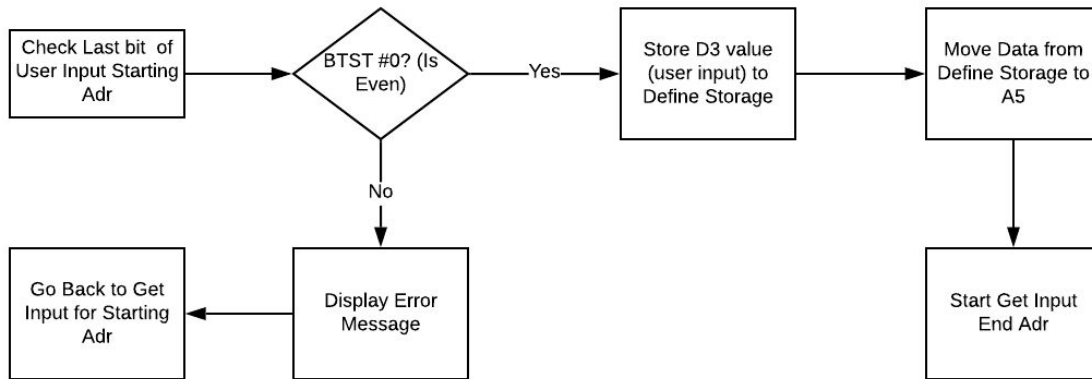 Check Last bit of
User Input Starting
Adr
BTST #0? (Is
Even)
Yes
Store D3 value
(user input) to
Define Storage
Move Data from
Define Storage to
A5
No
Go Back to Get
Input for Starting
Adr
Display Error
Message
Start Get Input
End Adr